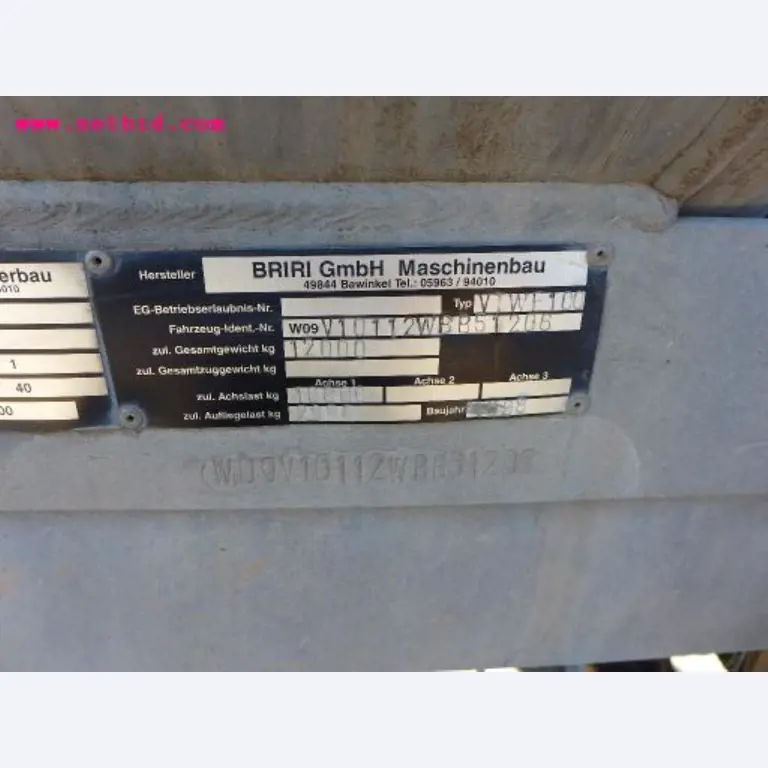 www.netbid.com
erbau
Hersteller BRIRI GmbH Maschinenbau
49844 Bawinkel Tel.: 05963 / 94010
EG-Betriebserlaubnis-Nr. Typ
Fahrzeug-Ident.-Nr. W09 V10112WBB51206
zul. Gesamtgewicht kg 12000
zul. Gesamtzuggewicht kg
1
Achse 1 Achse 2 Achse 3
40
zul. Achslast kg
zul. Aufliegelast kg Baujahr
00